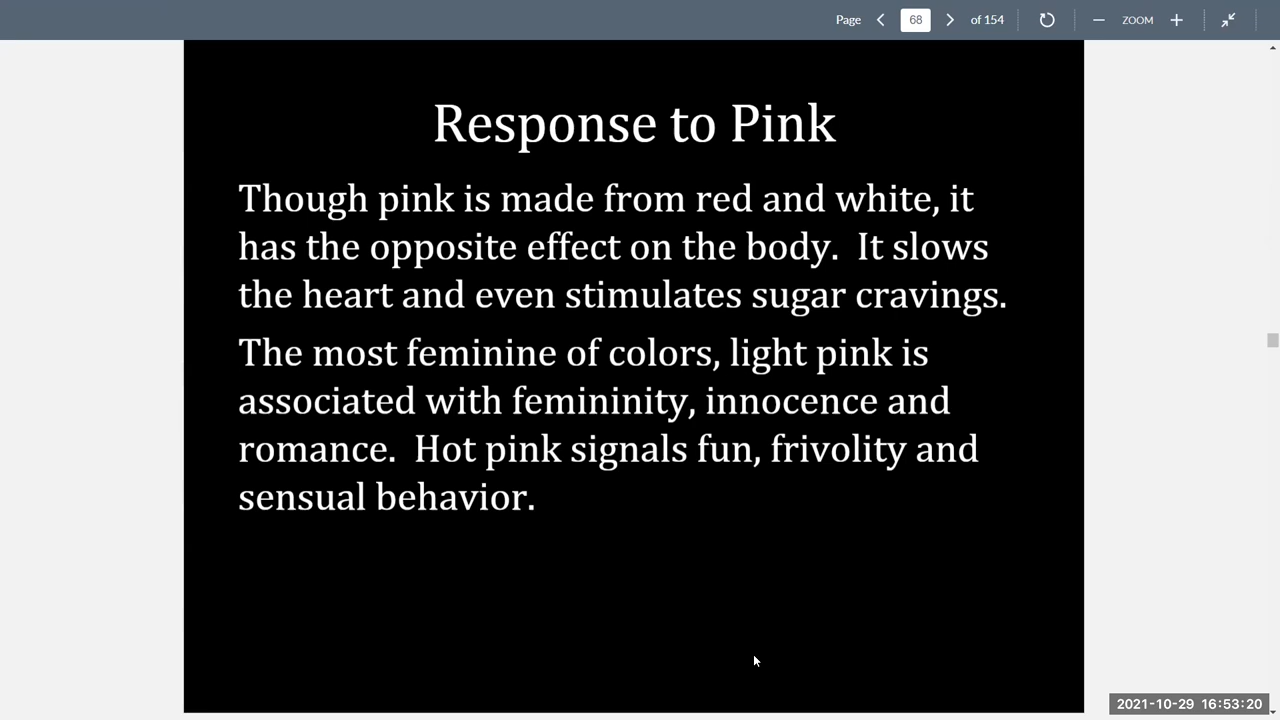 Page 68 of 154 ZOOM
Response to Pink
Though pink is made from red and white, it
has the opposite effect on the body.  It slows
the heart and even stimulates sugar cravings.
The most feminine of colors, light pink is
associated with femininity, innocence and
romance.  Hot pink signals fun, frivolity and
sensual behavior.
2021-10-29 16:53:20